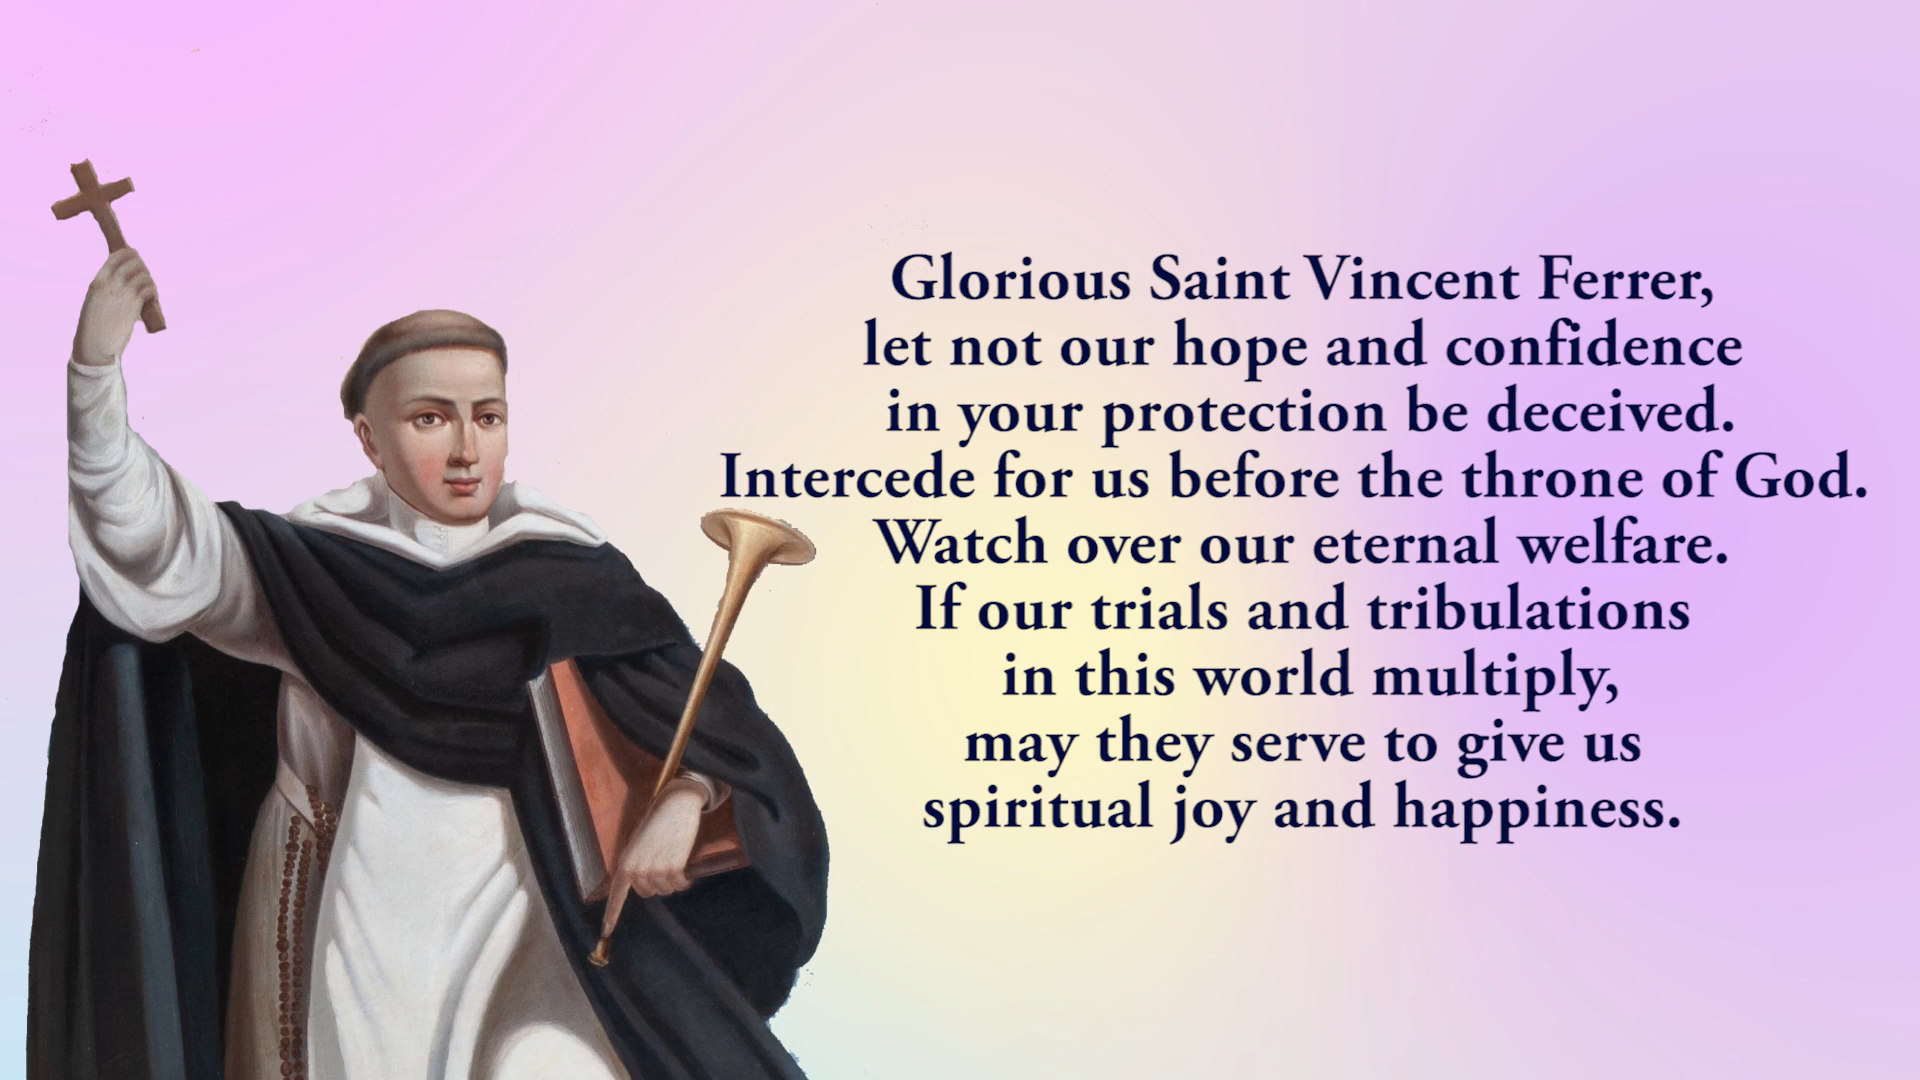 Glorious Saint Vincent Ferrer,
let not our hope and confidence
in your protection be deceived.
Intercede for us before the throne of God.
Watch over our eternal welfare.
If our trials and tribulations
in this world multiply,
may they serve to give us
spiritual joy and happiness.